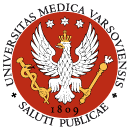 UNIVERSITAS MEDICA VARSOVIENSIS
1809
SALUTI PUBLICAE